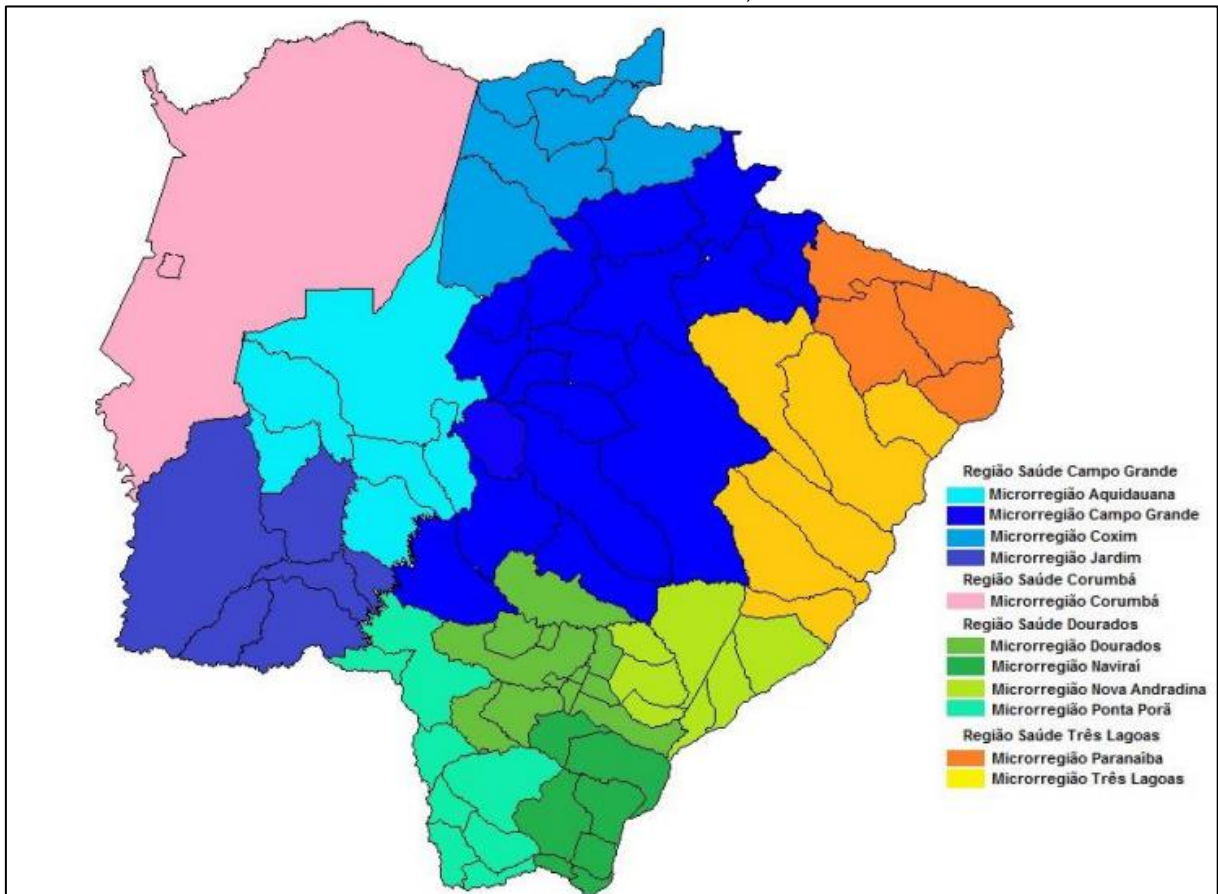 Região Saúde Campo Grande
Microrregião Aquidauana
Microrregião Campo Grande
Microrregião Coxim
Microrregião Jardim
Região Saúde Corumbá
Microrregião Corumbá
Região Saúde Dourados
Microrregião Dourados
Microrregião Naviraí
Microrregião Nova Andradina
Microrregião Ponta Porã
Região Saúde Três Lagoas
Microrregião Paranaíba
Microrregião Três Lagoas